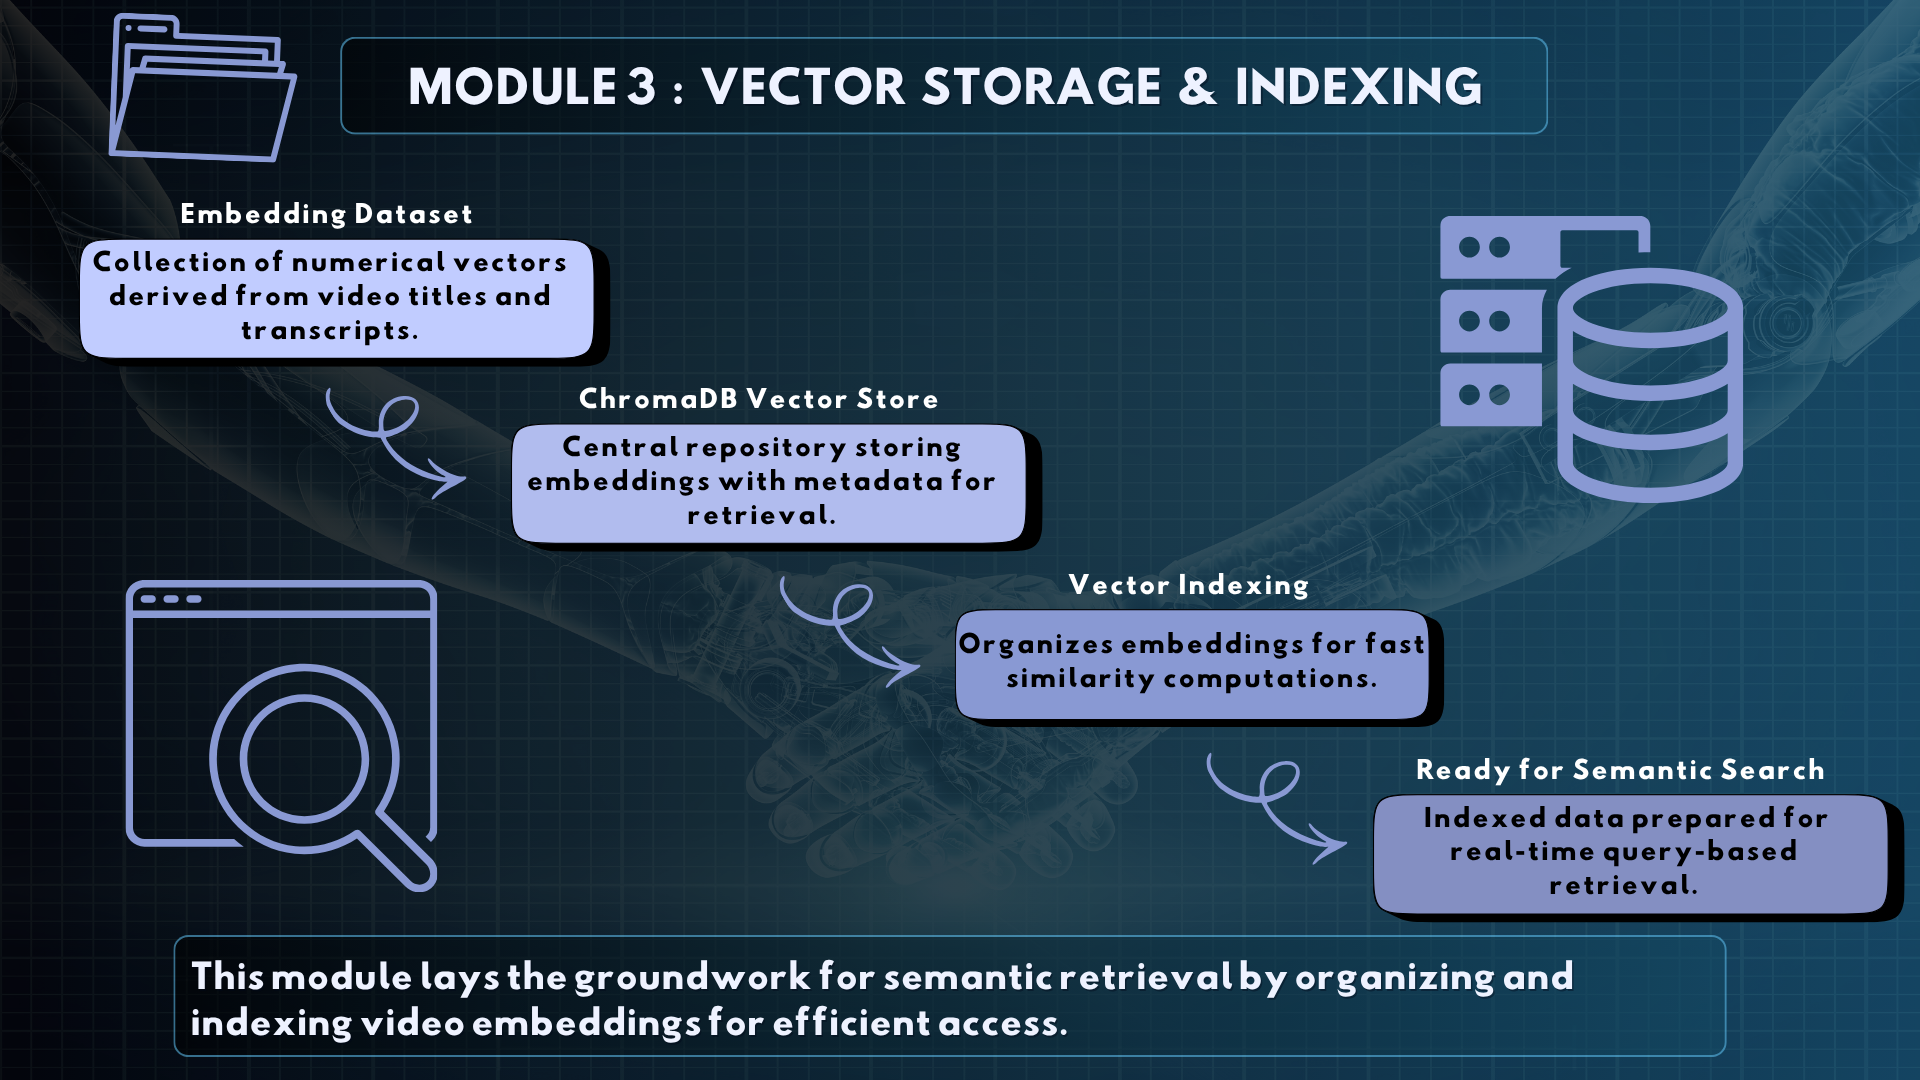 MODULE 3 : VECTOR STORAGE & INDEXING
Embedding Dataset
Collection of numerical vectors
derived from video titles and
transcripts.
ChromaDB Vector Store
Central repository storing
embeddings with metadata for
retrieval.
Vector Indexing
Organizes embeddings for fast
similarity computations.
Ready for Semantic Search
Indexed data prepared for
real-time query-based
retrieval.
This module lays the groundwork for semantic retrieval by organizing and
indexing video embeddings for efficient access.